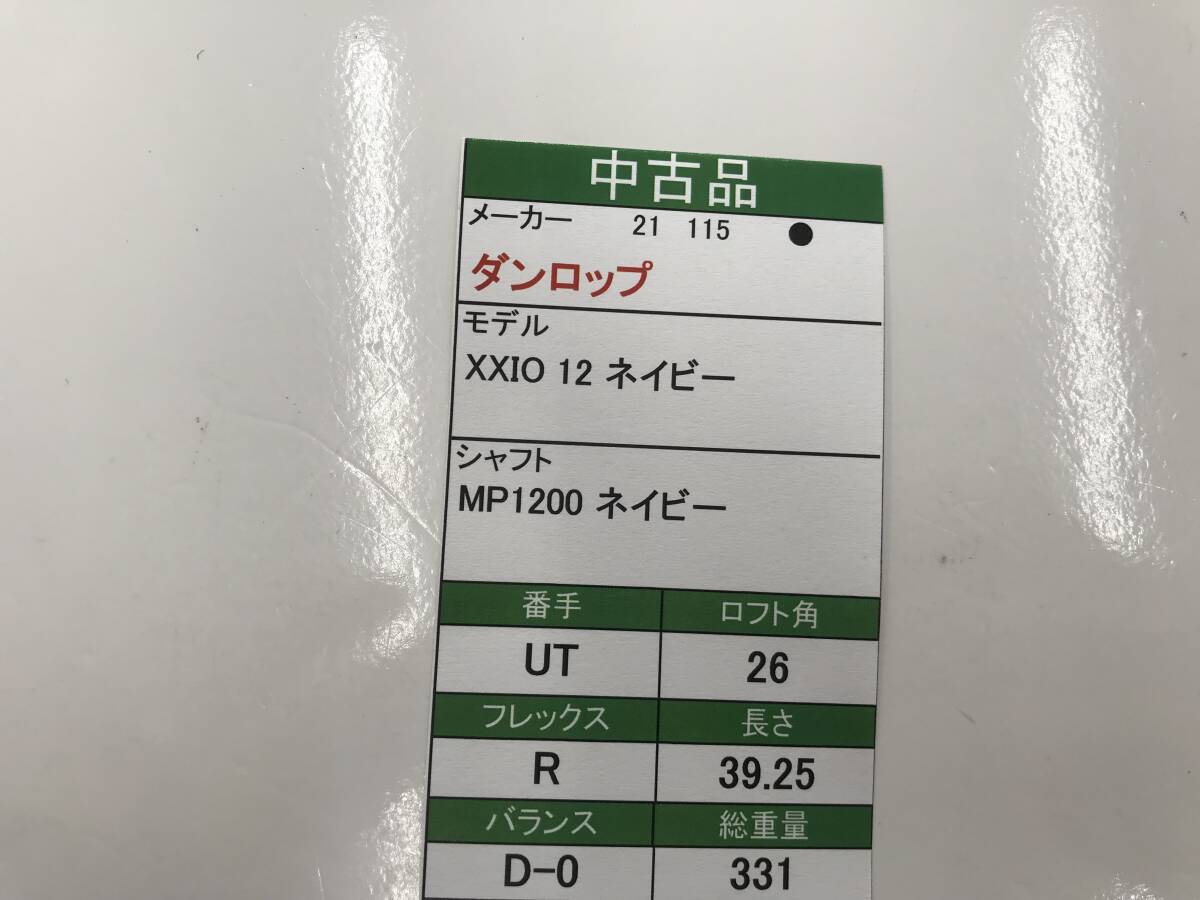 中古品
メーカー 21 115 ●
ダンロップ
モデル
XXIO 12 ネイビー
シャフト
MP1200 ネイビー
番手 ロフト角
UT 26
フレックス 長さ
R 39.25
バランス 総重量
D-0 331